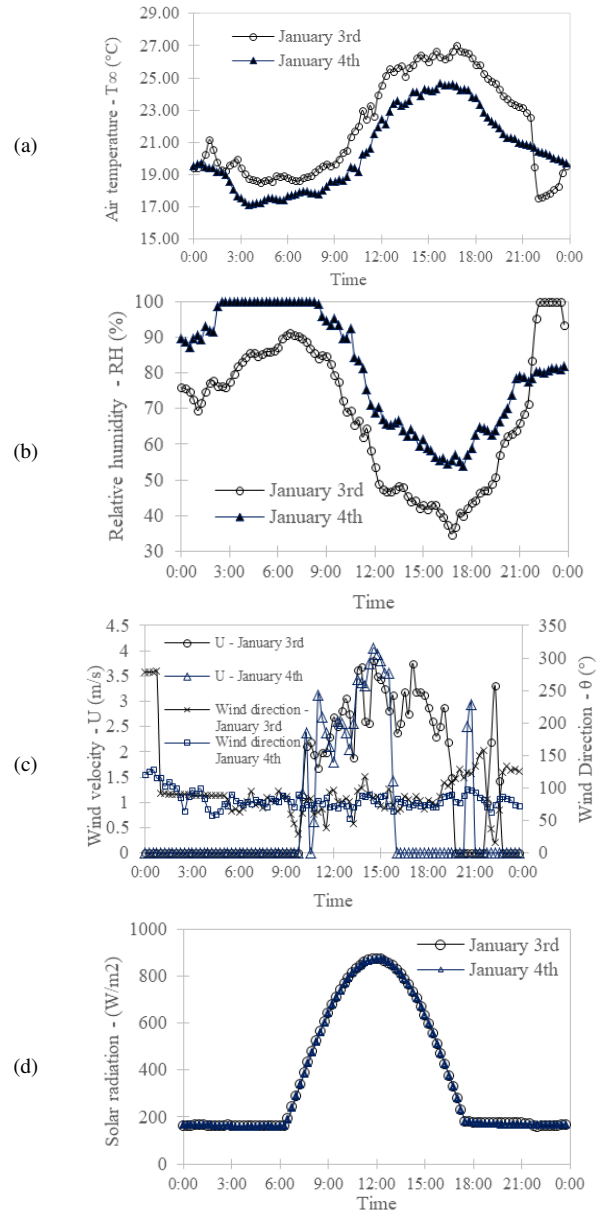 (a)
Air temperature - T∞ (°C)
29.00
27.00
25.00
23.00
21.00
19.00
17.00
15.00
January 3rd
January 4th
0:00 3:00 6:00 9:00 12:00 15:00 18:00 21:00 0:00
Time
(b)
Relative humidity - RH (%)
100
90
80
70
60
50
40
30
January 3rd
January 4th
0:00 3:00 6:00 9:00 12:00 15:00 18:00 21:00 0:00
Time
(c)
Wind velocity - U (m/s)
4.5
4
3.5
3
2.5
2
1.5
1
0.5
0
U - January 3rd
U - January 4th
Wind direction -
January 3rd
Wind direction
January 4th
350
300
250
200
150
100
50
0
Wind Direction - θ (°)
0:00 3:00 6:00 9:00 12:00 15:00 18:00 21:00 0:00
Time
(d)
Solar radiation - (W/m2)
1000
800
600
400
200
0
January 3rd
January 4th
0:00 3:00 6:00 9:00 12:00 15:00 18:00 21:00 0:00
Time